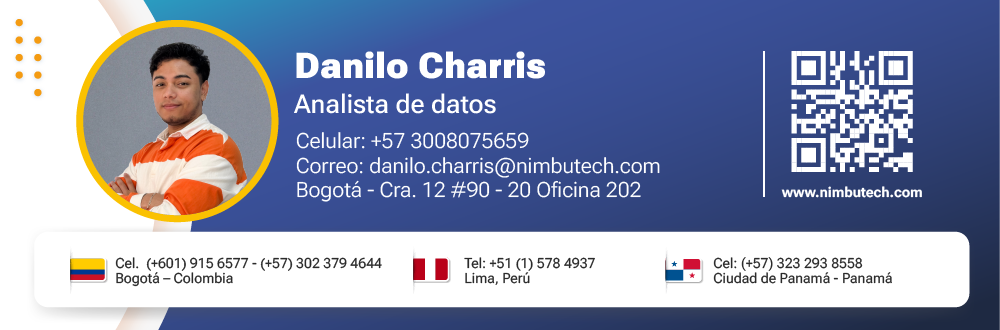 Danilo Charris
Analista de datos
Celular: +57 3008075659
Correo: danilo.charris@nimbutech.com
Bogotá - Cra. 12 #90 - 20 Oficina 202
www.nimbutech.com
Cel. (+601) 915 6577 - (+57) 302 379 4644
Bogotá – Colombia
Tel: +51 (1) 578 4937
Lima, Perú
Cel: (+57) 323 293 8558
Ciudad de Panamá - Panamá